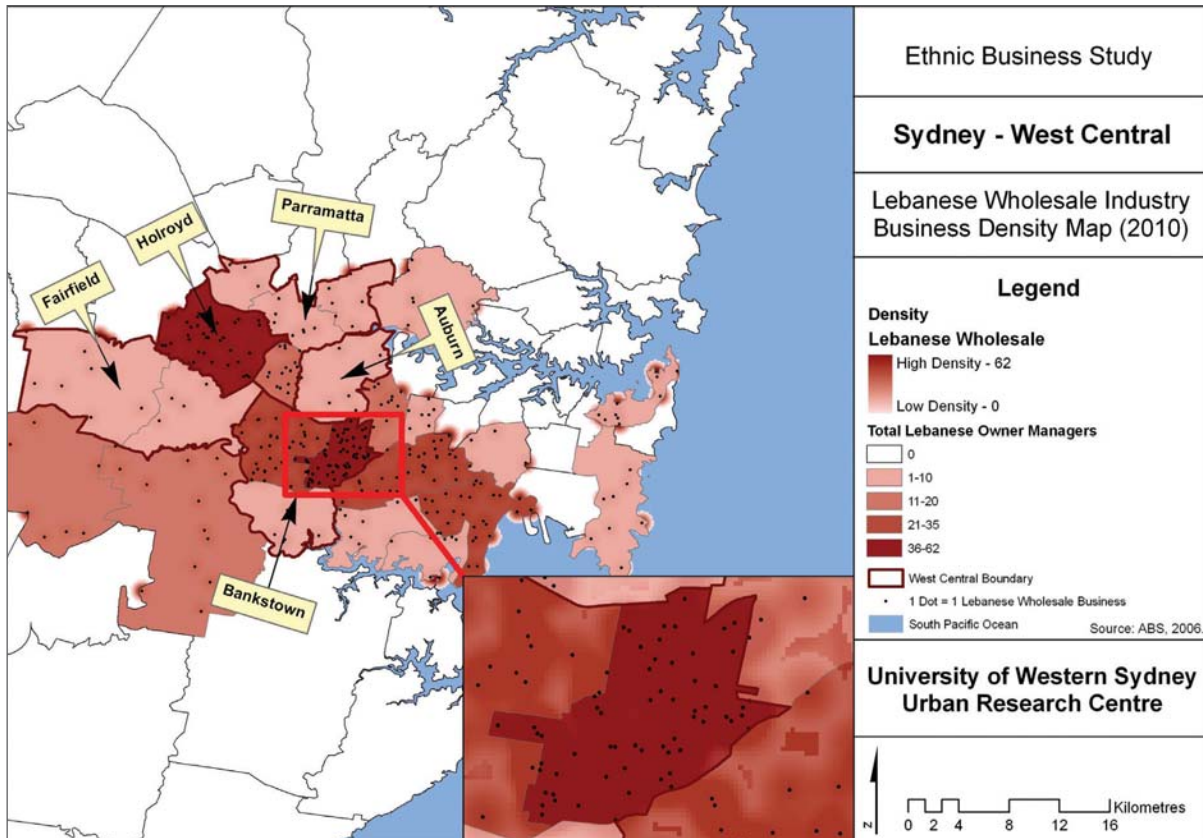 Ethnic Business Study
Sydney - West Central
Lebanese Wholesale Industry
Business Density Map (2010)
Legend
Density
Lebanese Wholesale
High Density - 62
Low Density - 0
Total Lebanese Owner Managers
0
1-10
11-20
21-35
36-62
West Central Boundary
1 Dot = 1 Lebanese Wholesale Business
South Pacific Ocean
Source: ABS, 2006.
University of Western Sydney
Urban Research Centre
N
Kilometres
0 2 4 8 12 16
Parramatta
Holroyd
Fairfield
Auburn
Bankstown